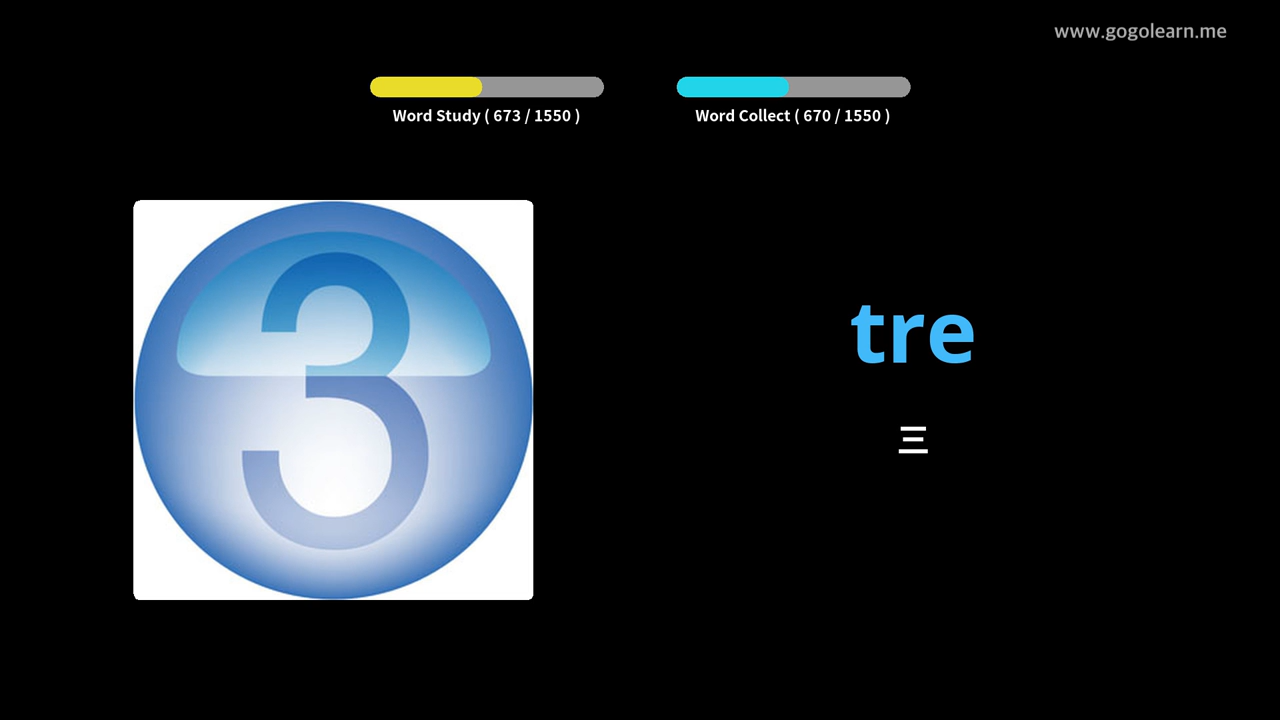 www.gogolearn.me
Word Study ( 673 / 1550 )
Word Collect ( 670 / 1550 )
3
tre
三